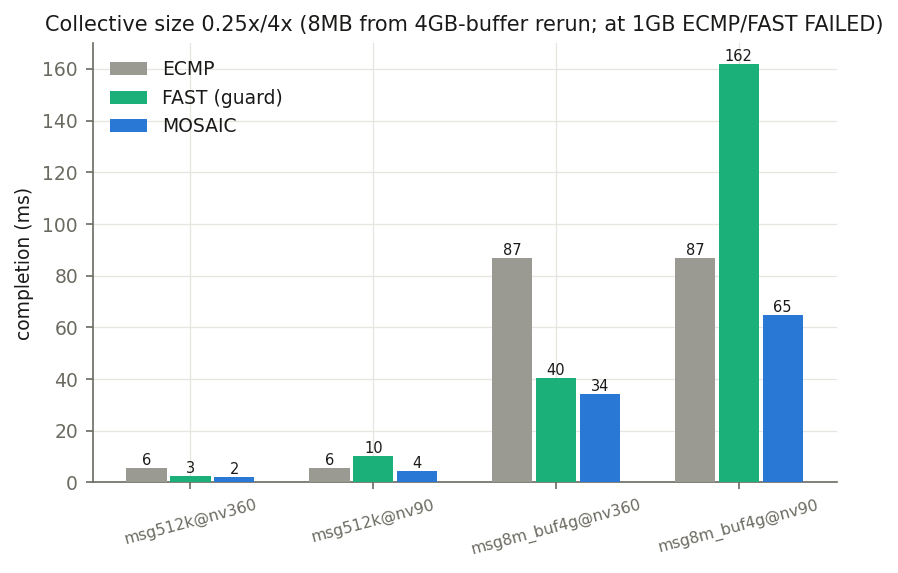 Collective size 0.25x/4x (8MB from 4GB-buffer rerun; at 1GB ECMP/FAST FAILED)
ECMP
FAST (guard)
MOSAIC
completion (ms)
160
140
120
100
80
60
40
20
0
6
3
2
6
10
4
87
40
34
87
162
65
msg512k@nv360
msg512k@nv90
msg8m_buf4g@nv360
msg8m_buf4g@nv90